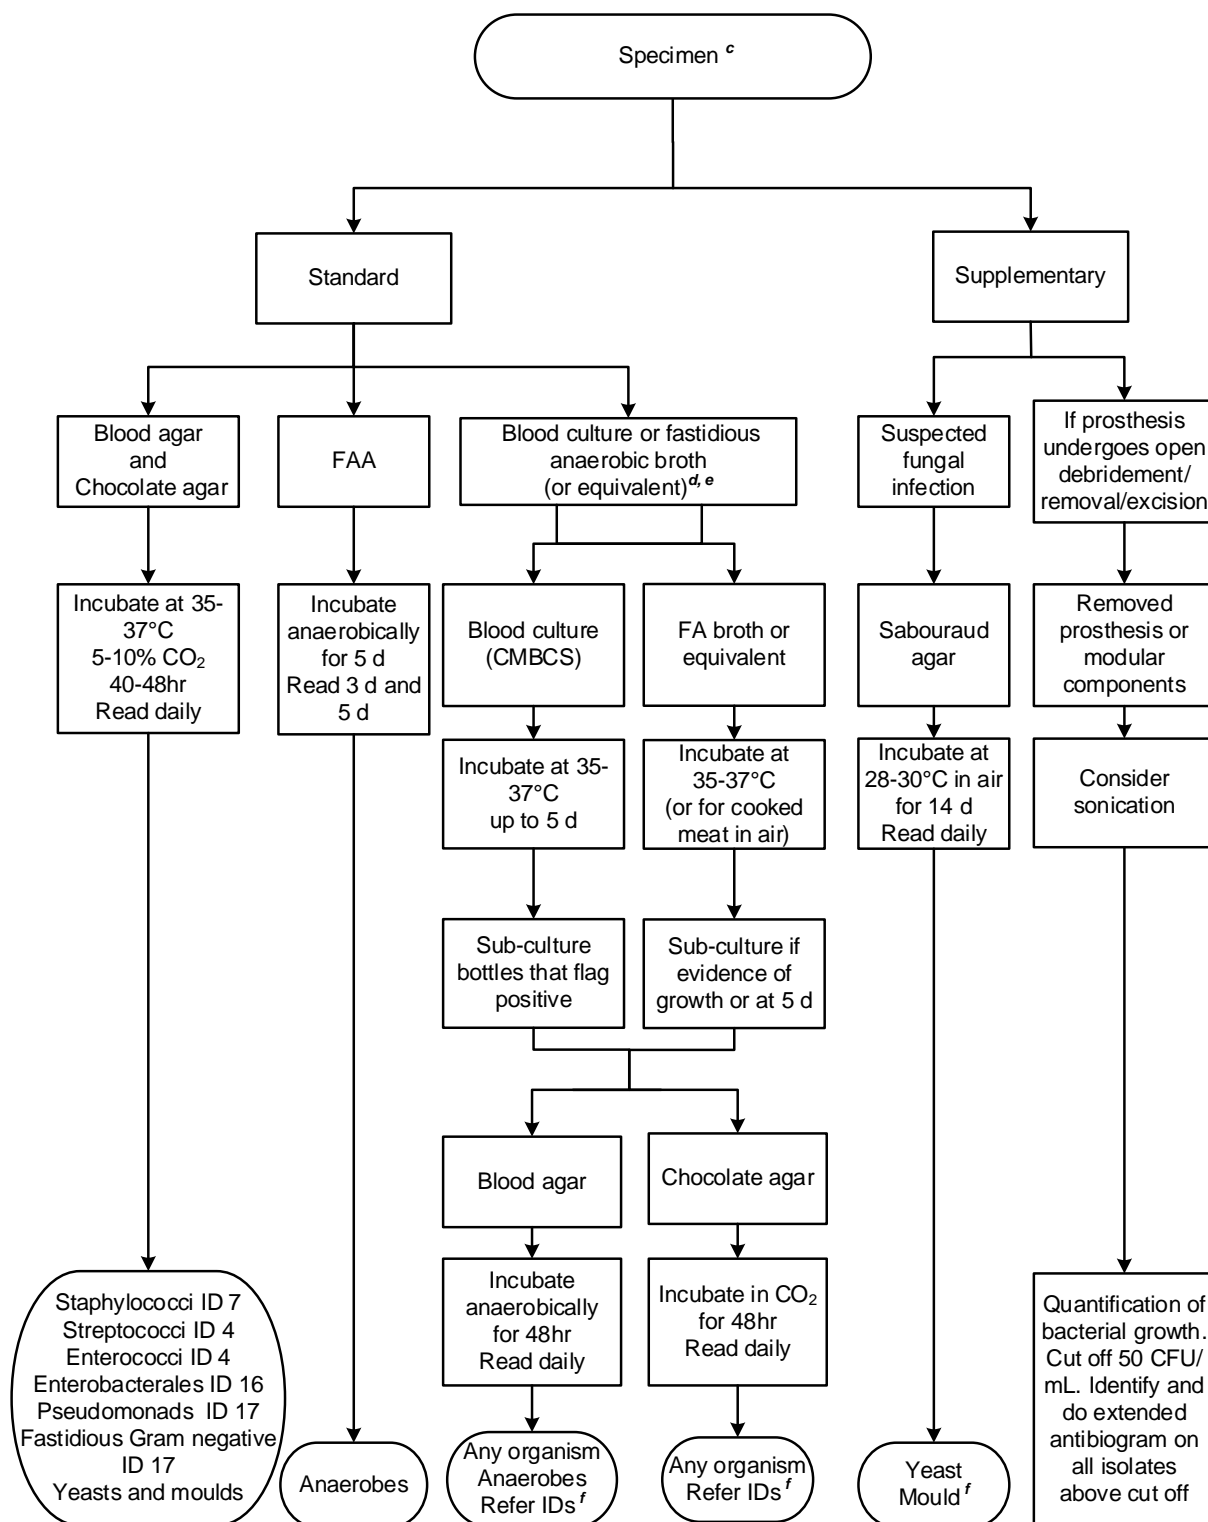 Specimen c
Standard
Supplementary
Blood agar
and
Chocolate agar
FAA
Blood culture or fastidious
anaerobic broth
(or equivalent)d, e
Suspected
fungal
infection
If prosthesis
undergoes open
debridement/
removal/excision
Incubate at 35-
37°C
5-10% CO₂
40-48hr
Read daily
Incubate
anaerobically
for 5 d
Read 3 d and
5 d
Blood culture
(CMBCS)
FA broth or
equivalent
Sabouraud
agar
Removed
prosthesis or
modular
components
Incubate at 35-
37°C
up to 5 d
Incubate at
35-37°C
(or for cooked
meat in air)
Incubate at
28-30°C in air
for 14 d
Read daily
Consider
sonication
Sub-culture
bottles that flag
positive
Sub-culture if
evidence of
growth or at 5 d
Blood agar
Chocolate agar
Incubate
anaerobically
for 48hr
Read daily
Incubate in CO₂
for 48hr
Read daily
Staphylococci ID 7
Streptococci ID 4
Enterococci ID 4
Enterobacterales ID 16
Pseudomonads ID 17
Fastidious Gram negative
ID 17
Yeasts and moulds
Anaerobes
Any organism
Anaerobes
Refer IDs f
Any organism
Refer IDs f
Yeast
Mould f
Quantification of
bacterial growth.
Cut off 50 CFU/
mL. Identify and
do extended
antibiogram on
all isolates
above cut off